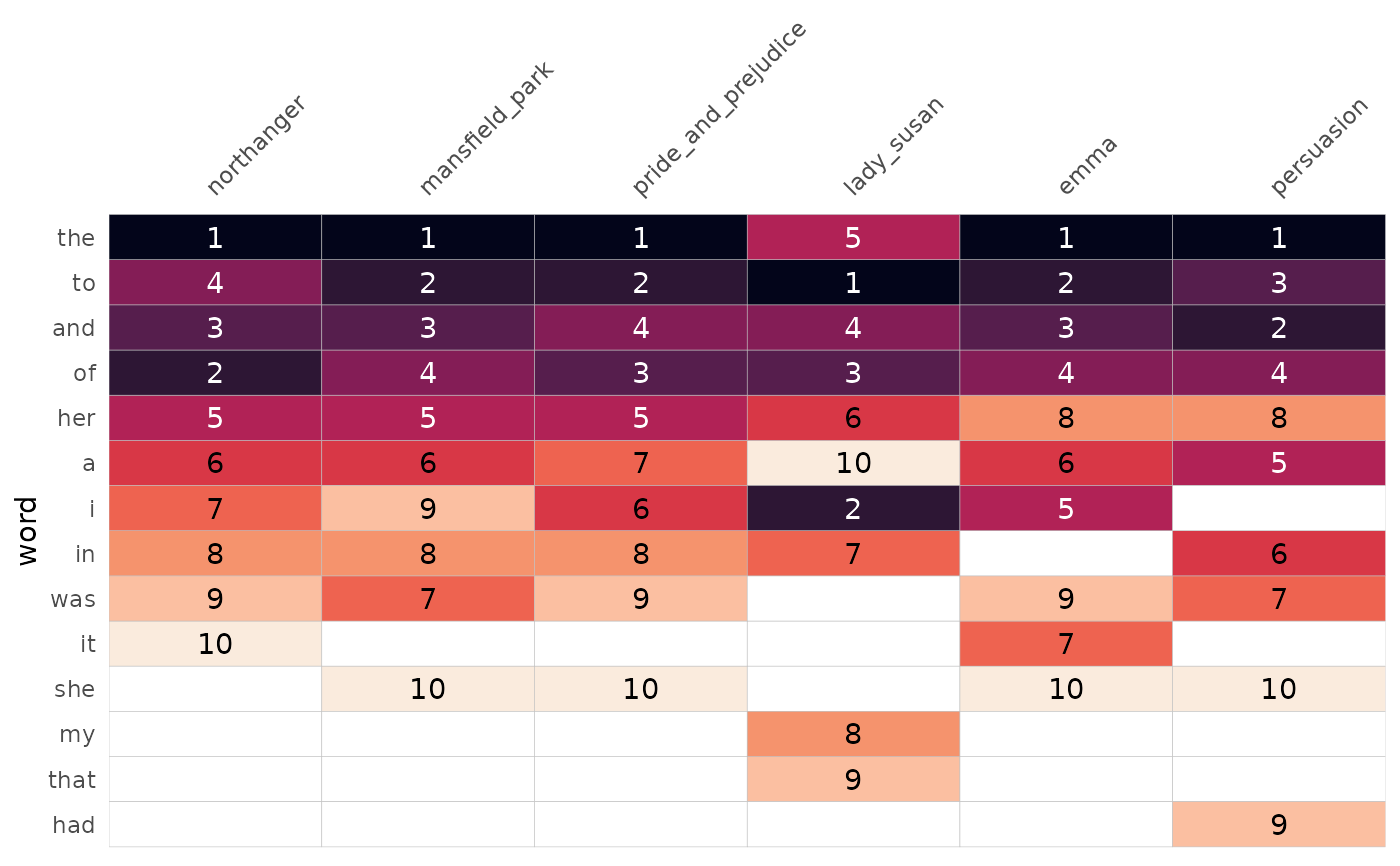 northanger mansfield_park pride_and_prejudice lady_susan emma persuasion
the 1 1 1 5 1 1
to 4 2 2 1 2 3
and 3 3 4 4 3 2
of 2 4 3 3 4 4
her 5 5 5 6 8 8
a 6 6 7 10 6 5
i 7 9 6 2 5
in 8 8 8 7 6
was 9 7 9 9 7
it 10 7
she 10 10 10 10
my 8
that 9
had 9
word